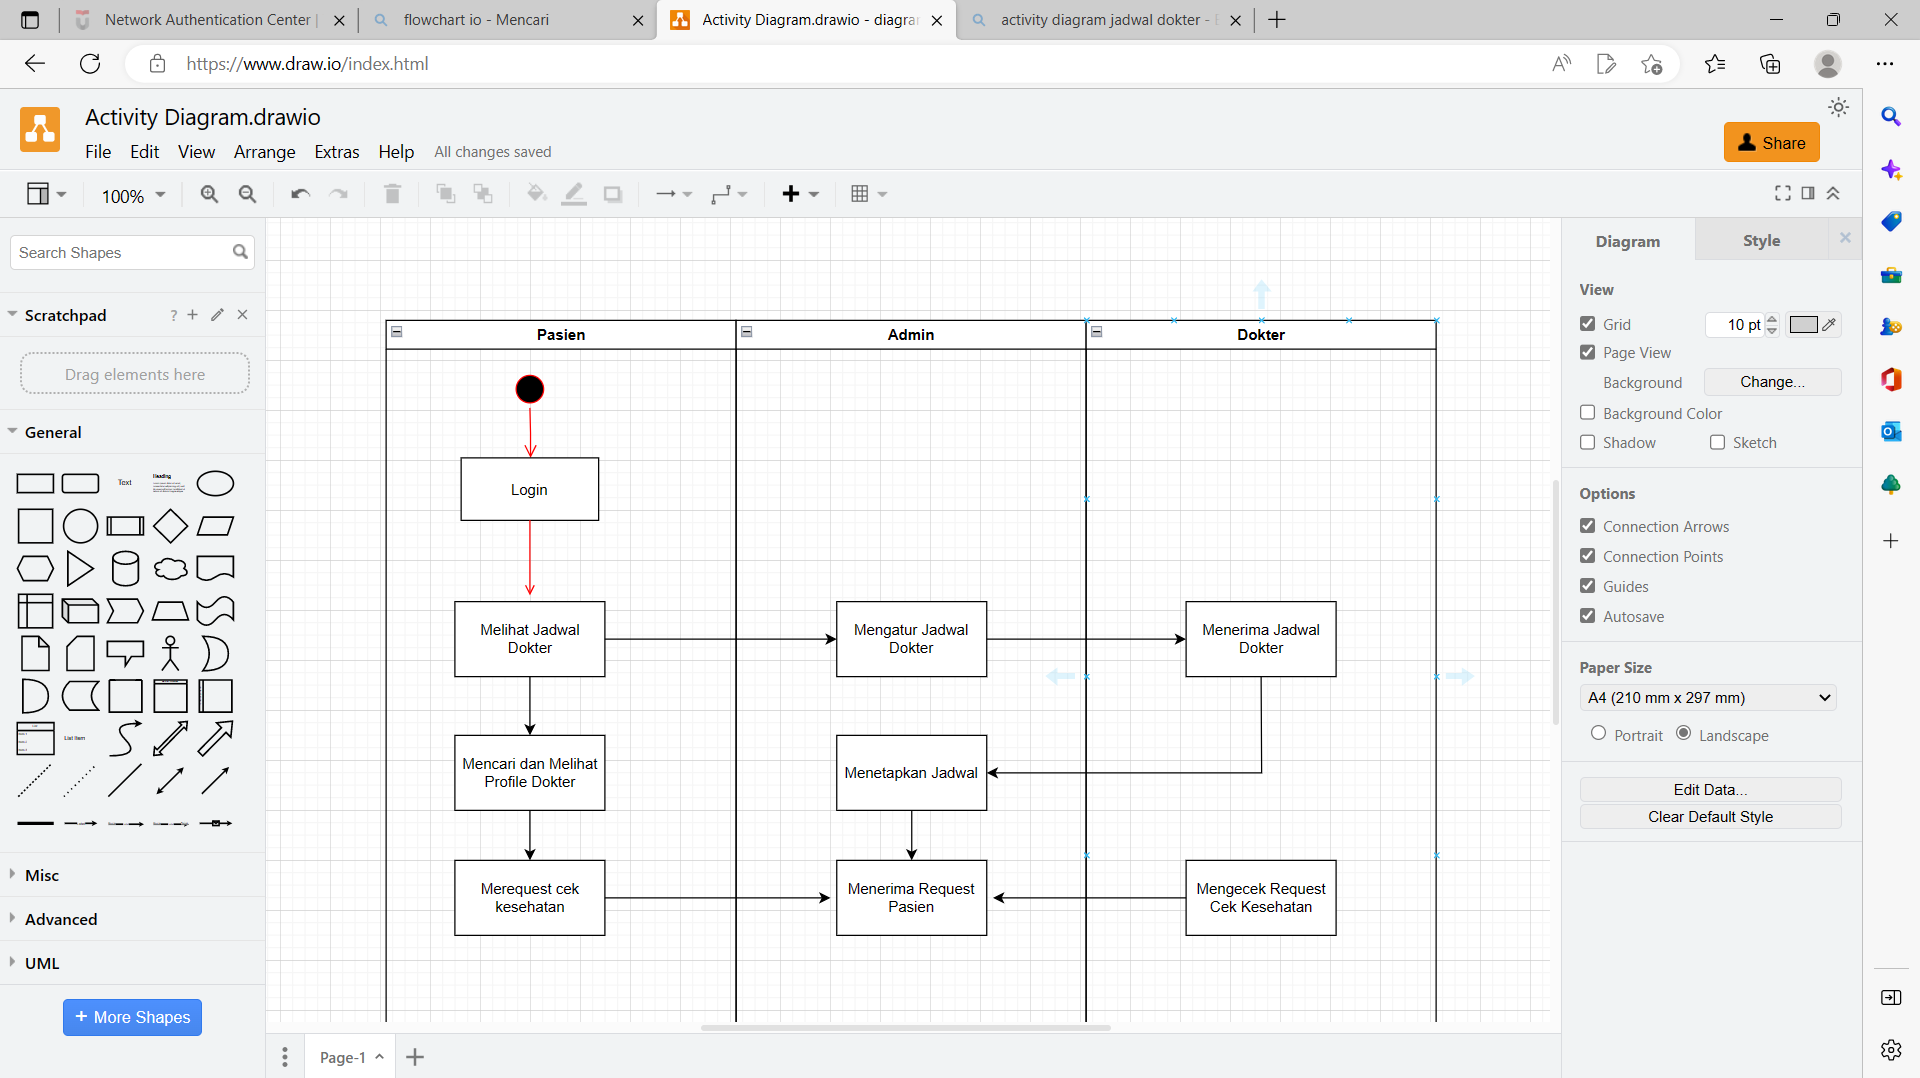 Network Authentication Center
flowchart io - Mencari
Activity Diagram.drawio - diagra
activity diagram jadwal dokter -
https://www.draw.io/index.html
Activity Diagram.drawio
File Edit View Arrange Extras Help All changes saved
Share
100%
Search Shapes
Scratchpad
?
Drag elements here
General
Text
Heading
List Item
Misc
Advanced
UML
+ More Shapes
Pasien
Admin
Dokter
Login
Melihat Jadwal
Dokter
Mengatur Jadwal
Dokter
Menerima Jadwal
Dokter
Mencari dan Melihat
Profile Dokter
Menetapkan Jadwal
Merequest cek
kesehatan
Menerima Request
Pasien
Mengecek Request
Cek Kesehatan
Page-1
Diagram
Style
View
Grid
10 pt
Page View
Background
Change...
Background Color
Shadow
Sketch
Options
Connection Arrows
Connection Points
Guides
Autosave
Paper Size
A4 (210 mm x 297 mm)
Portrait
Landscape
Edit Data...
Clear Default Style